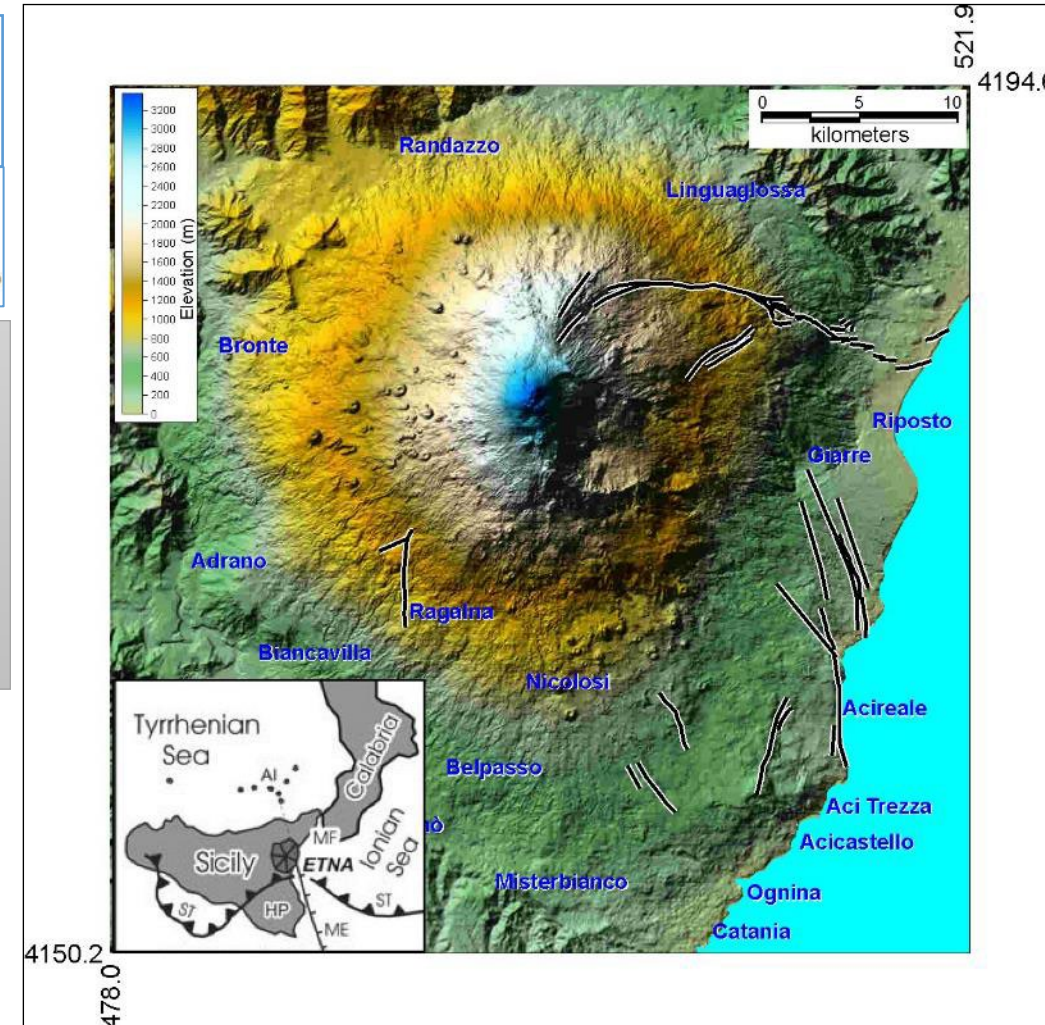 521.9
4194.6
0 5 10
kilometers
3200
3000
2800
2600
2400
2200
2000
1800
1600
1400
1200
1000
800
600
400
200
0
Elevation (m)
Randazzo
Linguaglossa
Bronte
Riposto
Giarre
Adrano
Ragalna
Biancavilla
Nicolosi
Acireale
Belpasso
Aci Trezza
nò
Acicastello
Misterbianco
Ognina
Catania
Tyrrhenian
Sea
AI
Calabria
MF
Ionian
Sea
Sicily
ETNA
ST
HP
ST
ME
4150.2
478.0